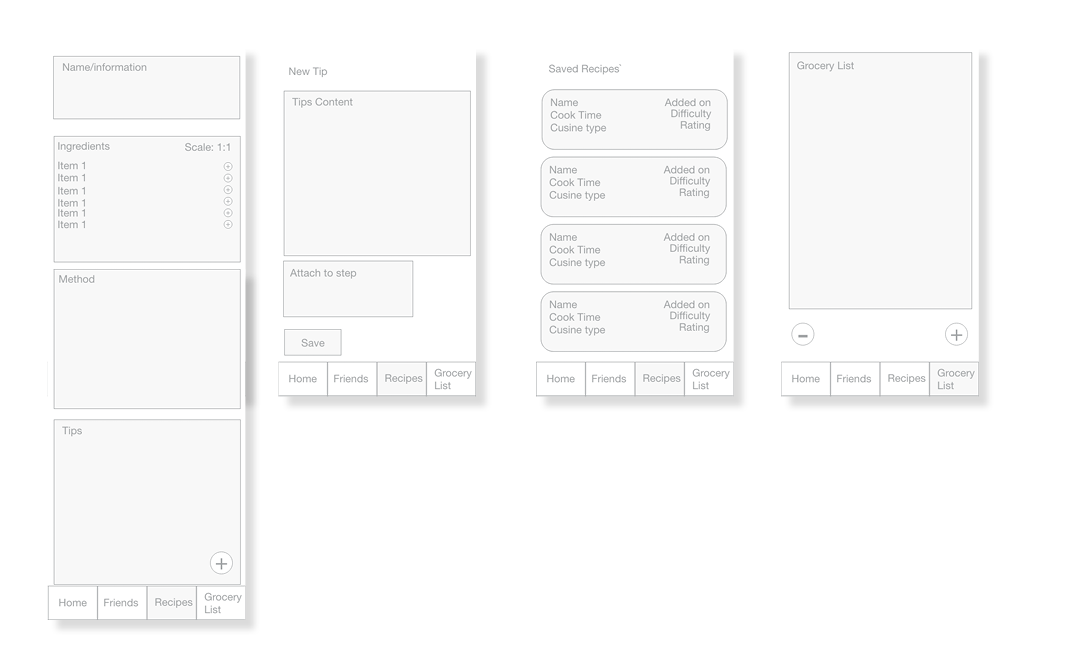 Name/information
Ingredients
Scale: 1:1
Item 1
Item 1
Item 1
Item 1
Item 1
Item 1
Method
Tips
+
Home
Friends
Recipes
Grocery
List
New Tip
Tips Content
Attach to step
Save
Home
Friends
Recipes
Grocery
List
Saved Recipes`
Name
Added on
Cook Time
Difficulty
Cusine type
Rating
Name
Added on
Cook Time
Difficulty
Cusine type
Rating
Name
Added on
Cook Time
Difficulty
Cusine type
Rating
Name
Added on
Cook Time
Difficulty
Cusine type
Rating
Home
Friends
Recipes
Grocery
List
Grocery List
Home
Friends
Recipes
Grocery
List